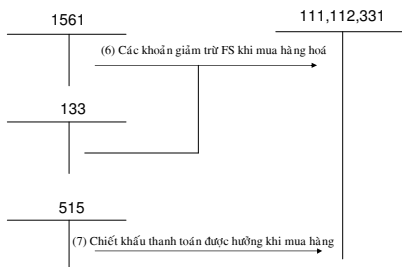 1561
111,112,331
(6) Các khoản giảm trừ FS khi mua hàng hoá
133
515
(7) Chiết khấu thanh toán được hưởng khi mua hàng